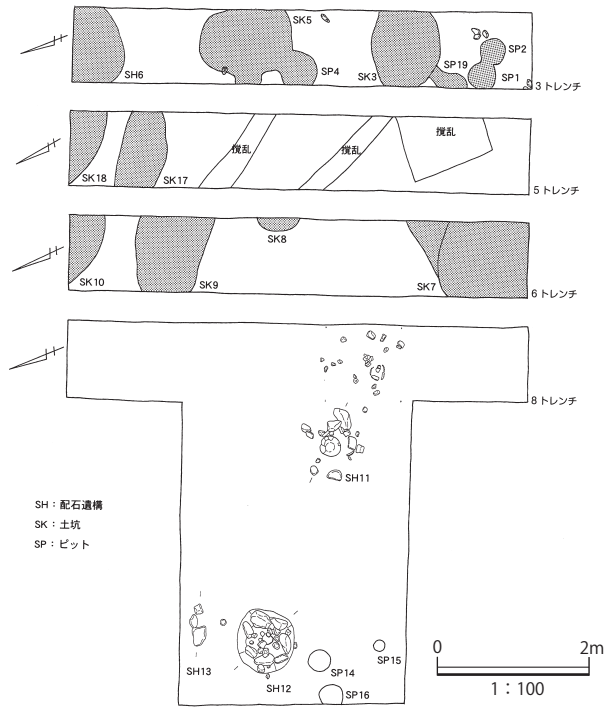 SK5
SH6
SP4
SK3
SP19
SP2
SP1
3トレンチ
攪乱
攪乱
攪乱
SK18
SK17
5トレンチ
SK8
SK10
SK9
SK7
6トレンチ
8トレンチ
SH11
SH：配石遺構
SK：土坑
SP：ピット
SH13
SH12
SP14
SP15
SP16
0 2m
1：100